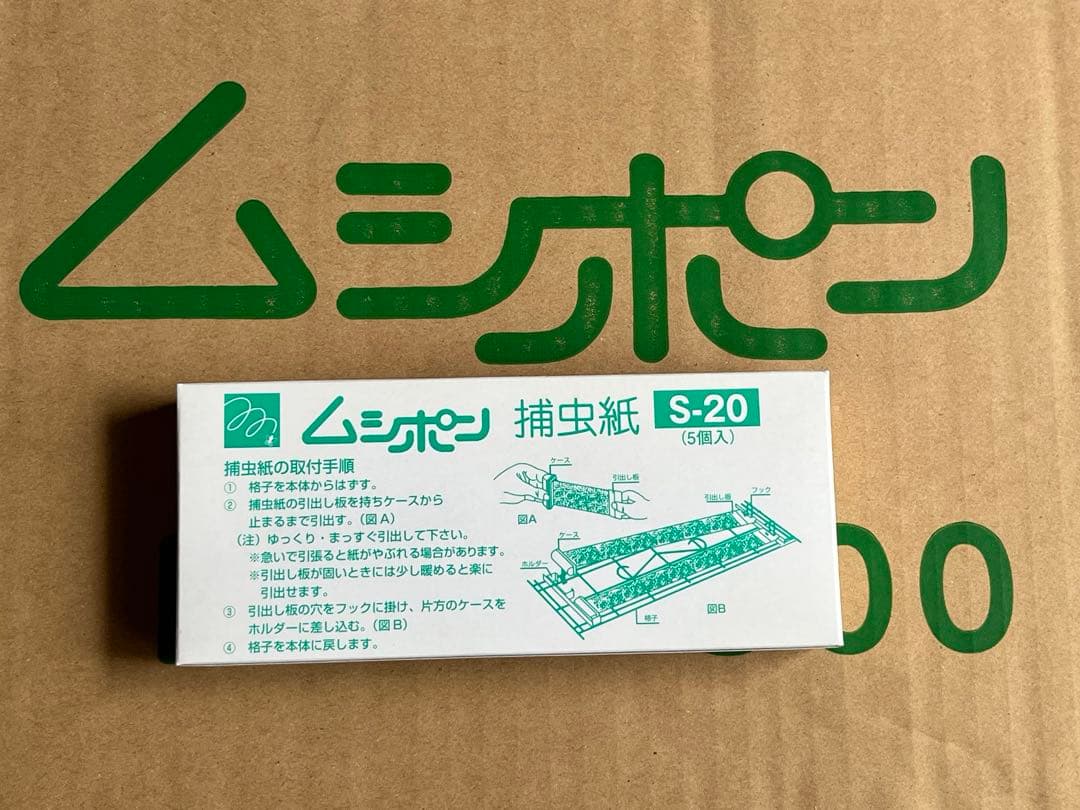 ムシポン
ムシポン 捕虫紙 S-20
(5個入)
捕虫紙の取付手順
① 格子を本体からはずす。
② 捕虫紙の引出し板を持ちケースから
止まるまで引出す。(図A)
(注)ゆっくり・まっすぐ引出して下さい。
※急いで引張ると紙がやぶれる場合があります。
※引出し板が固いときには少し暖めると楽に
引出せます。
③ 引出し板の穴をフックに掛け、片方のケースを
ホルダーに差し込む。(図B)
④ 格子を本体に戻します。
ケース
引出し板
図A
引出し板
フック
ケース
ホルダー
格子
図B
00